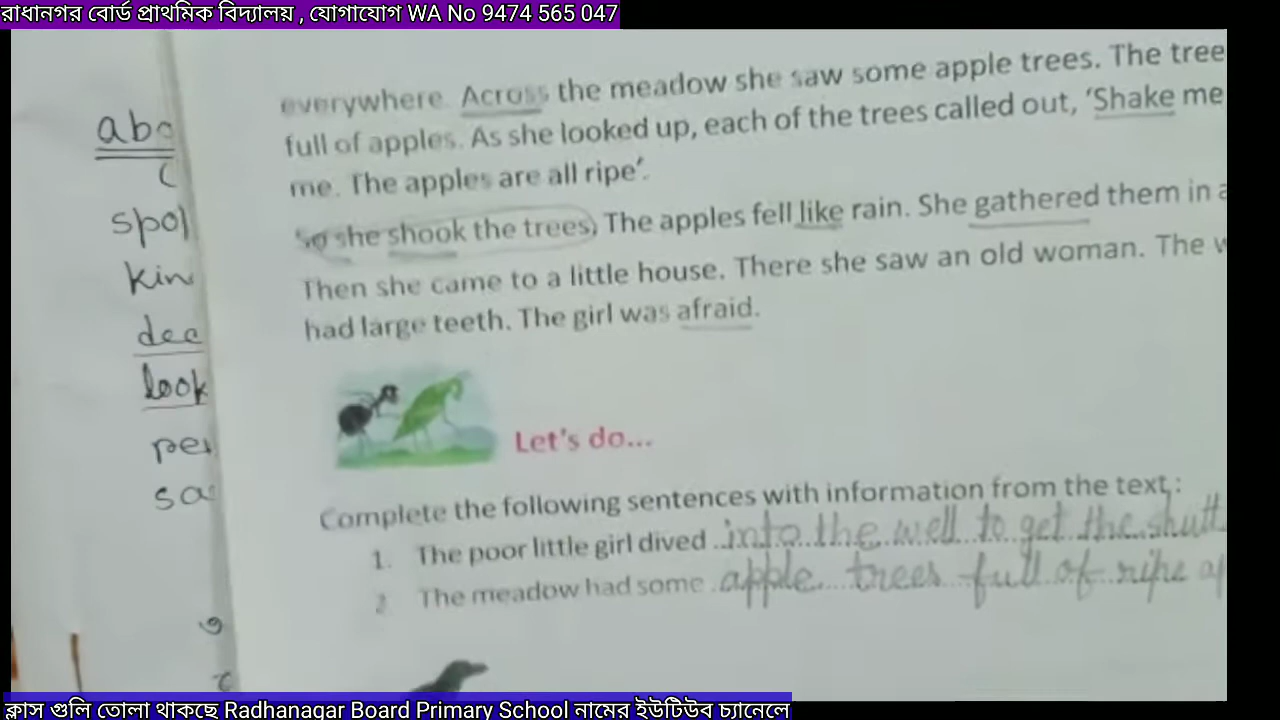 রাধানগর বোর্ড প্রাথমিক বিদ্যালয় , যোগাযোগ WA No 9474 565 047
everywhere. Across the meadow she saw some apple trees. The tree
full of apples. As she looked up, each of the trees called out, ‘Shake me
me. The apples are all ripe’.
So she shook the trees. The apples fell like rain. She gathered them in a
Then she came to a little house. There she saw an old woman. The w
had large teeth. The girl was afraid.
abo
spoi
kin
dea
look
per
sa
Let's do...
Complete the following sentences with information from the text :
1. The poor little girl dived into the well to get the shutt
2. The meadow had some apple trees full of ripe ap
ক্লাস গুলি তোলা থাকছে Radhanagar Board Primary School নামের ইউটিউব চ্যানেলে